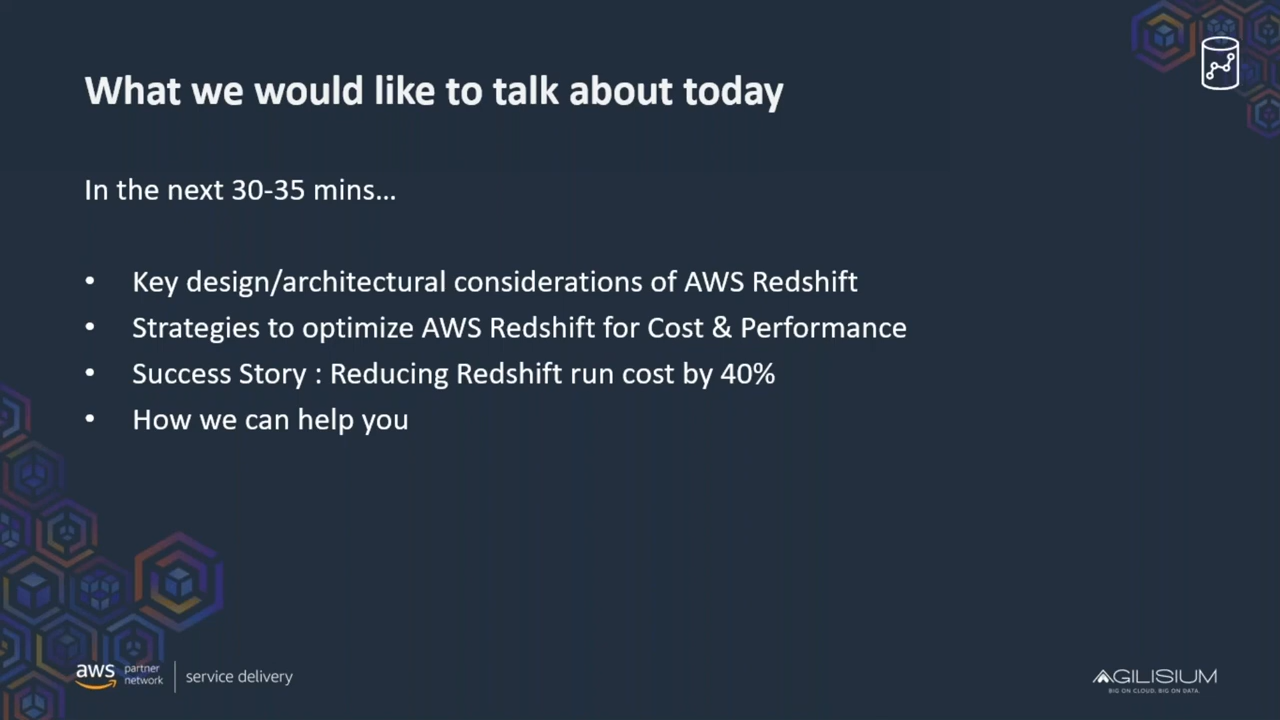 What we would like to talk about today
In the next 30-35 mins...
• Key design/architectural considerations of AWS Redshift
• Strategies to optimize AWS Redshift for Cost & Performance
• Success Story : Reducing Redshift run cost by 40%
• How we can help you
aws partner network | service delivery
AGILISIUM
BIG ON CLOUD, BIG ON DATA.